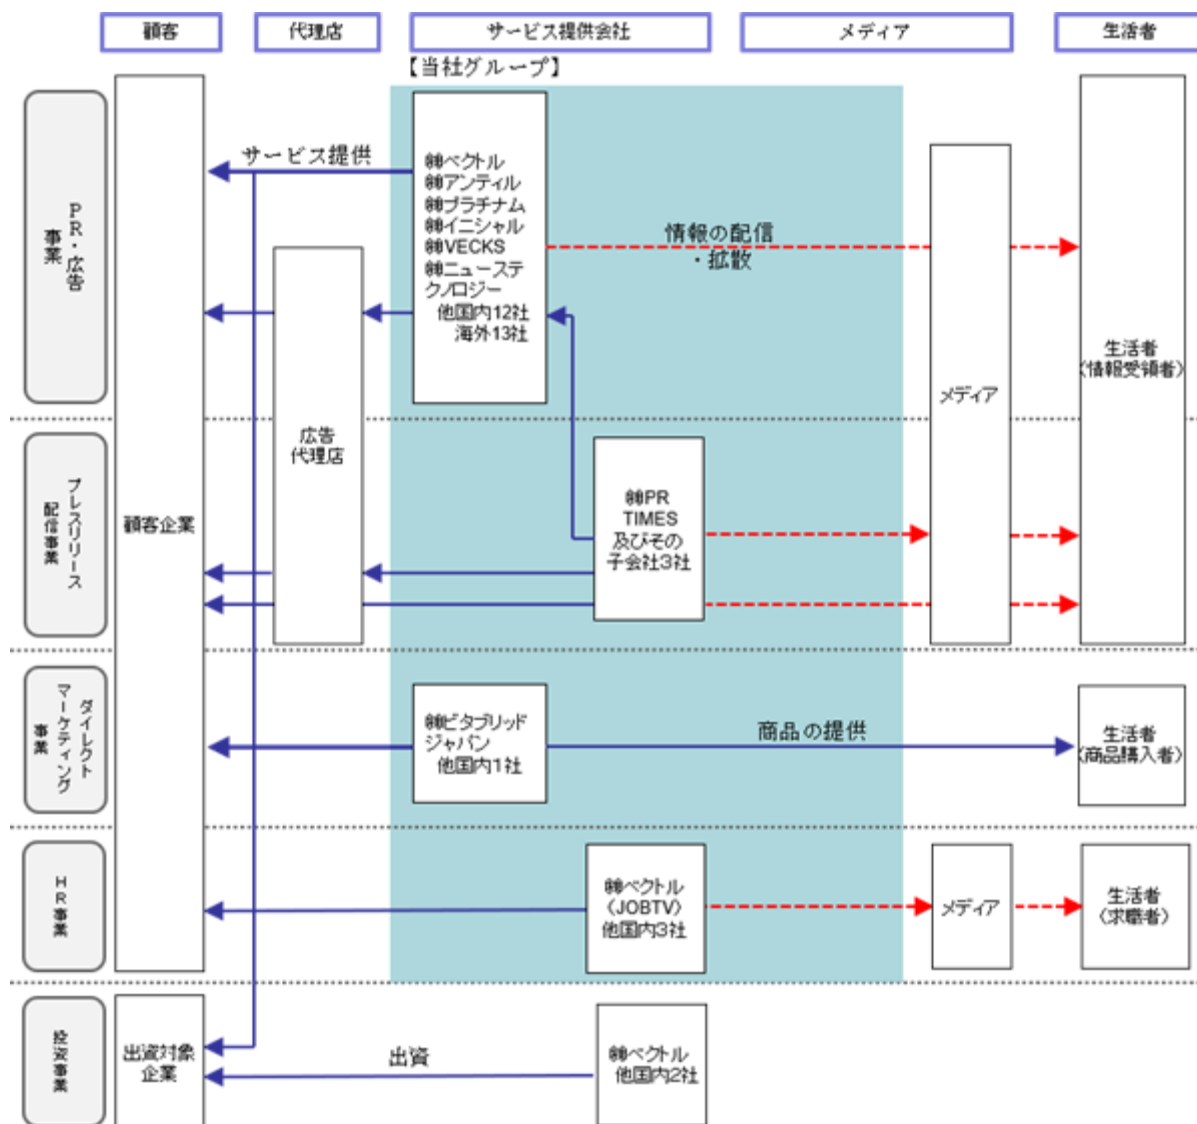 顧客
代理店
サービス提供会社
メディア
生活者
【当社グループ】
PR・広告
事業
サービス提供
㈱ベクトル
㈱アンティル
㈱プラチナム
㈱イニシャル
㈱VECKS
㈱ニューステ
クノロジー
他国内12社
海外13社
情報の配信
・拡散
生活者
（情報受領者）
メディア
広告
代理店
プレスリリース
配信事業
顧客企業
㈱PR
TIMES
及びその
子会社3社
ダイレクト
マーケティング
事業
㈱ビタブリッド
ジャパン
他国内1社
商品の提供
生活者
（商品購入者）
HR事業
㈱ベクトル
（JOBTV）
他国内3社
メディア
生活者
（求職者）
投資事業
出資対象
企業
出資
㈱ベクトル
他国内2社